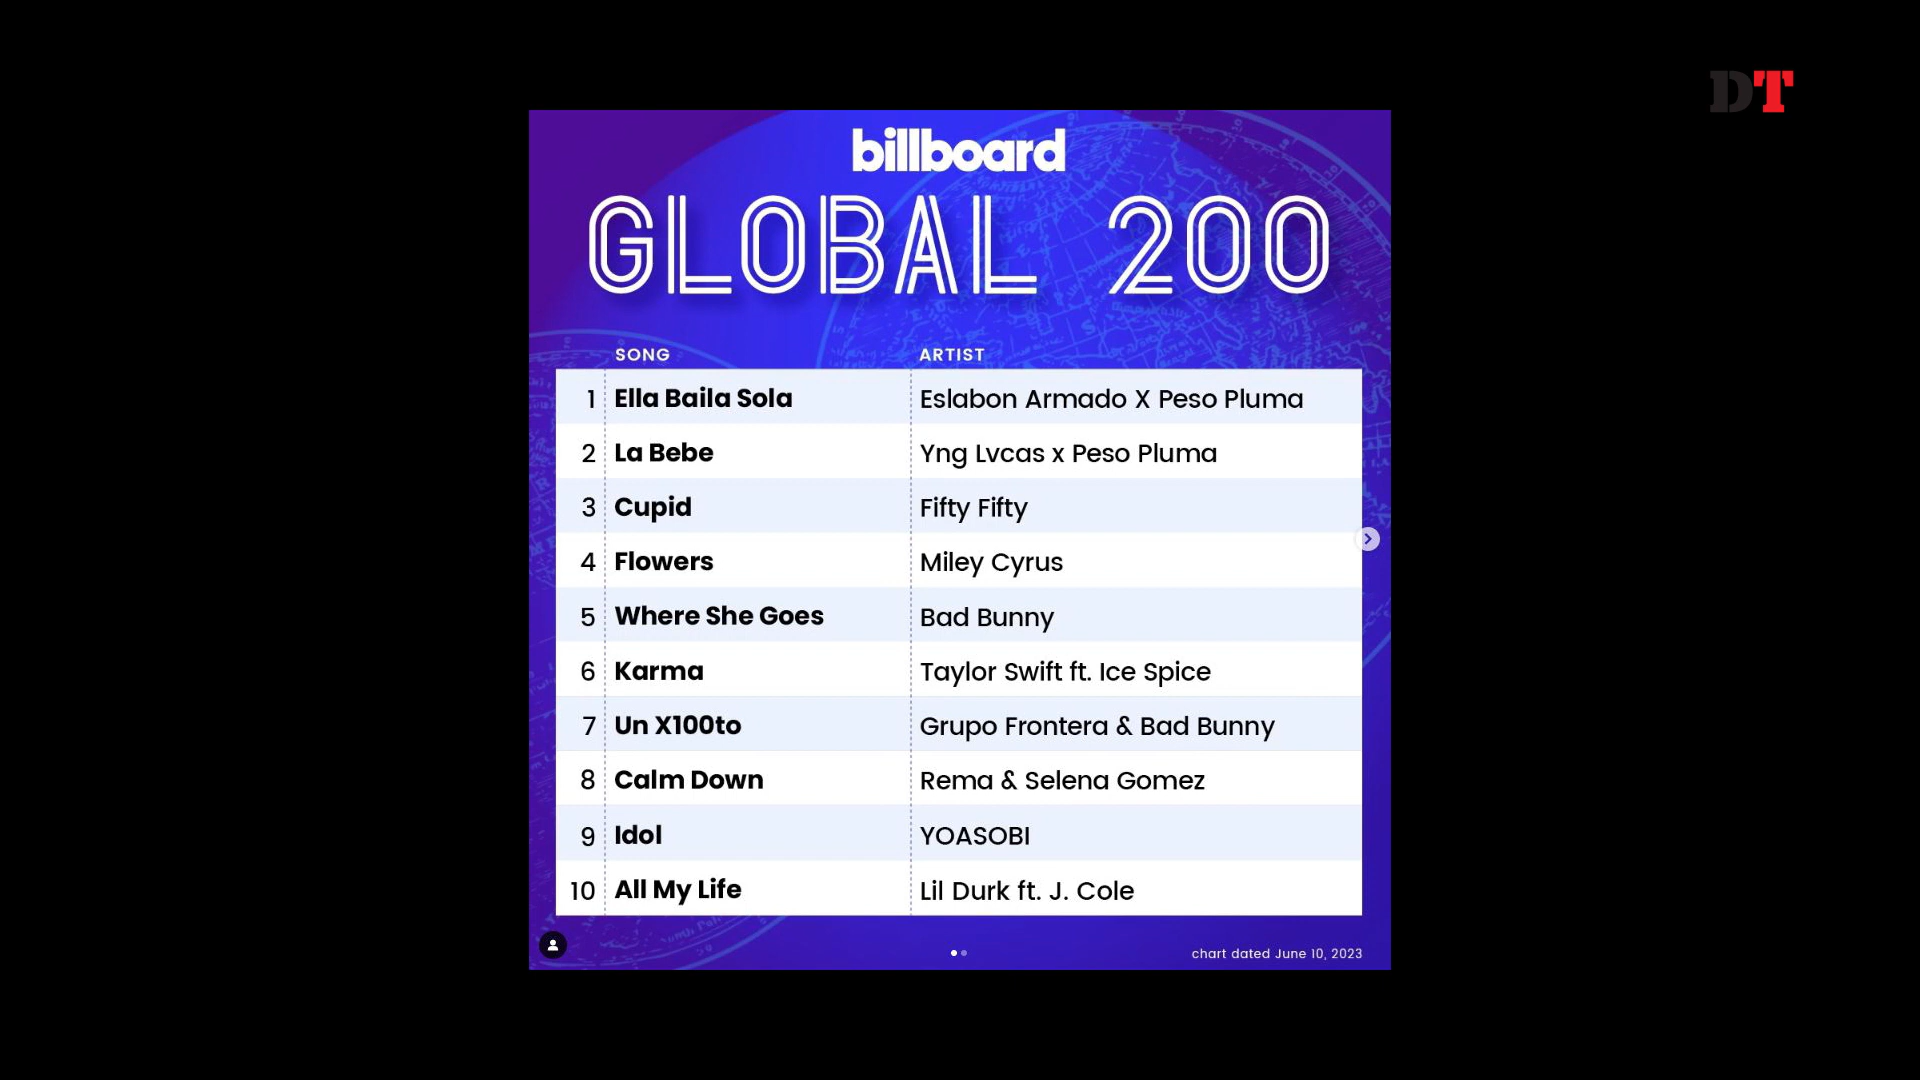 DT
billboard
GLOBAL 200
SONG ARTIST
1 Ella Baila Sola Eslabon Armado X Peso Pluma
2 La Bebe Yng Lvcas x Peso Pluma
3 Cupid Fifty Fifty
4 Flowers Miley Cyrus
5 Where She Goes Bad Bunny
6 Karma Taylor Swift ft. Ice Spice
7 Un X100to Grupo Frontera & Bad Bunny
8 Calm Down Rema & Selena Gomez
9 Idol YOASOBI
10 All My Life Lil Durk ft. J. Cole
chart dated June 10, 2023